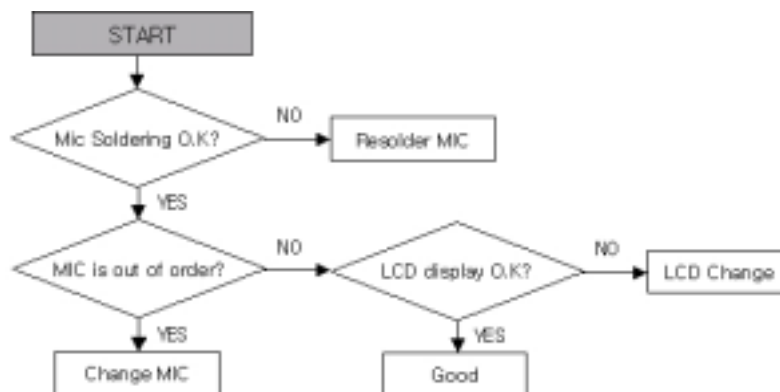 START
Mic Soldering O.K?
NO
Resolder MIC
YES
MIC is out of order?
NO
LCD display O.K?
NO
LCD Change
YES
Change MIC
YES
Good